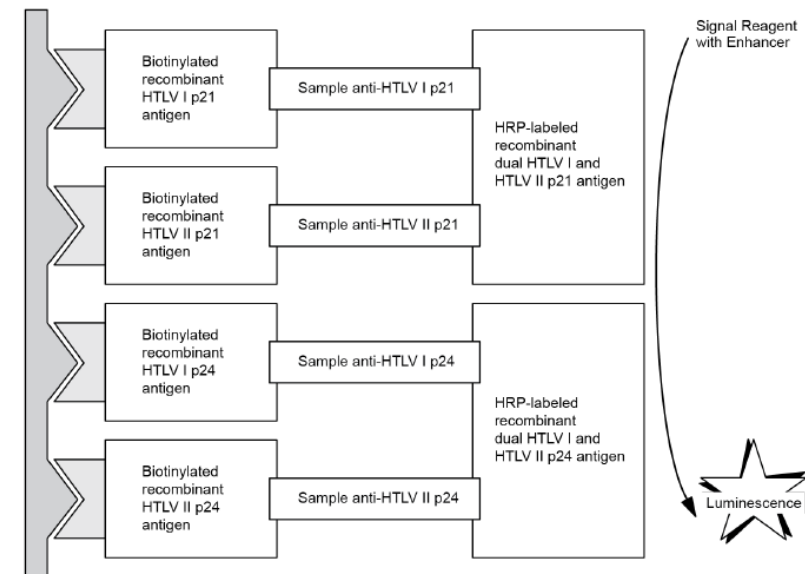 Signal Reagent
with Enhancer
Biotinylated
recombinant
HTLV I p21
antigen
Sample anti-HTLV I p21
HRP-labeled
recombinant
dual HTLV I and
HTLV II p21 antigen
Biotinylated
recombinant
HTLV II p21
antigen
Sample anti-HTLV II p21
Biotinylated
recombinant
HTLV I p24
antigen
Sample anti-HTLV I p24
HRP-labeled
recombinant
dual HTLV I and
HTLV II p24 antigen
Biotinylated
recombinant
HTLV II p24
antigen
Sample anti-HTLV II p24
Luminescence